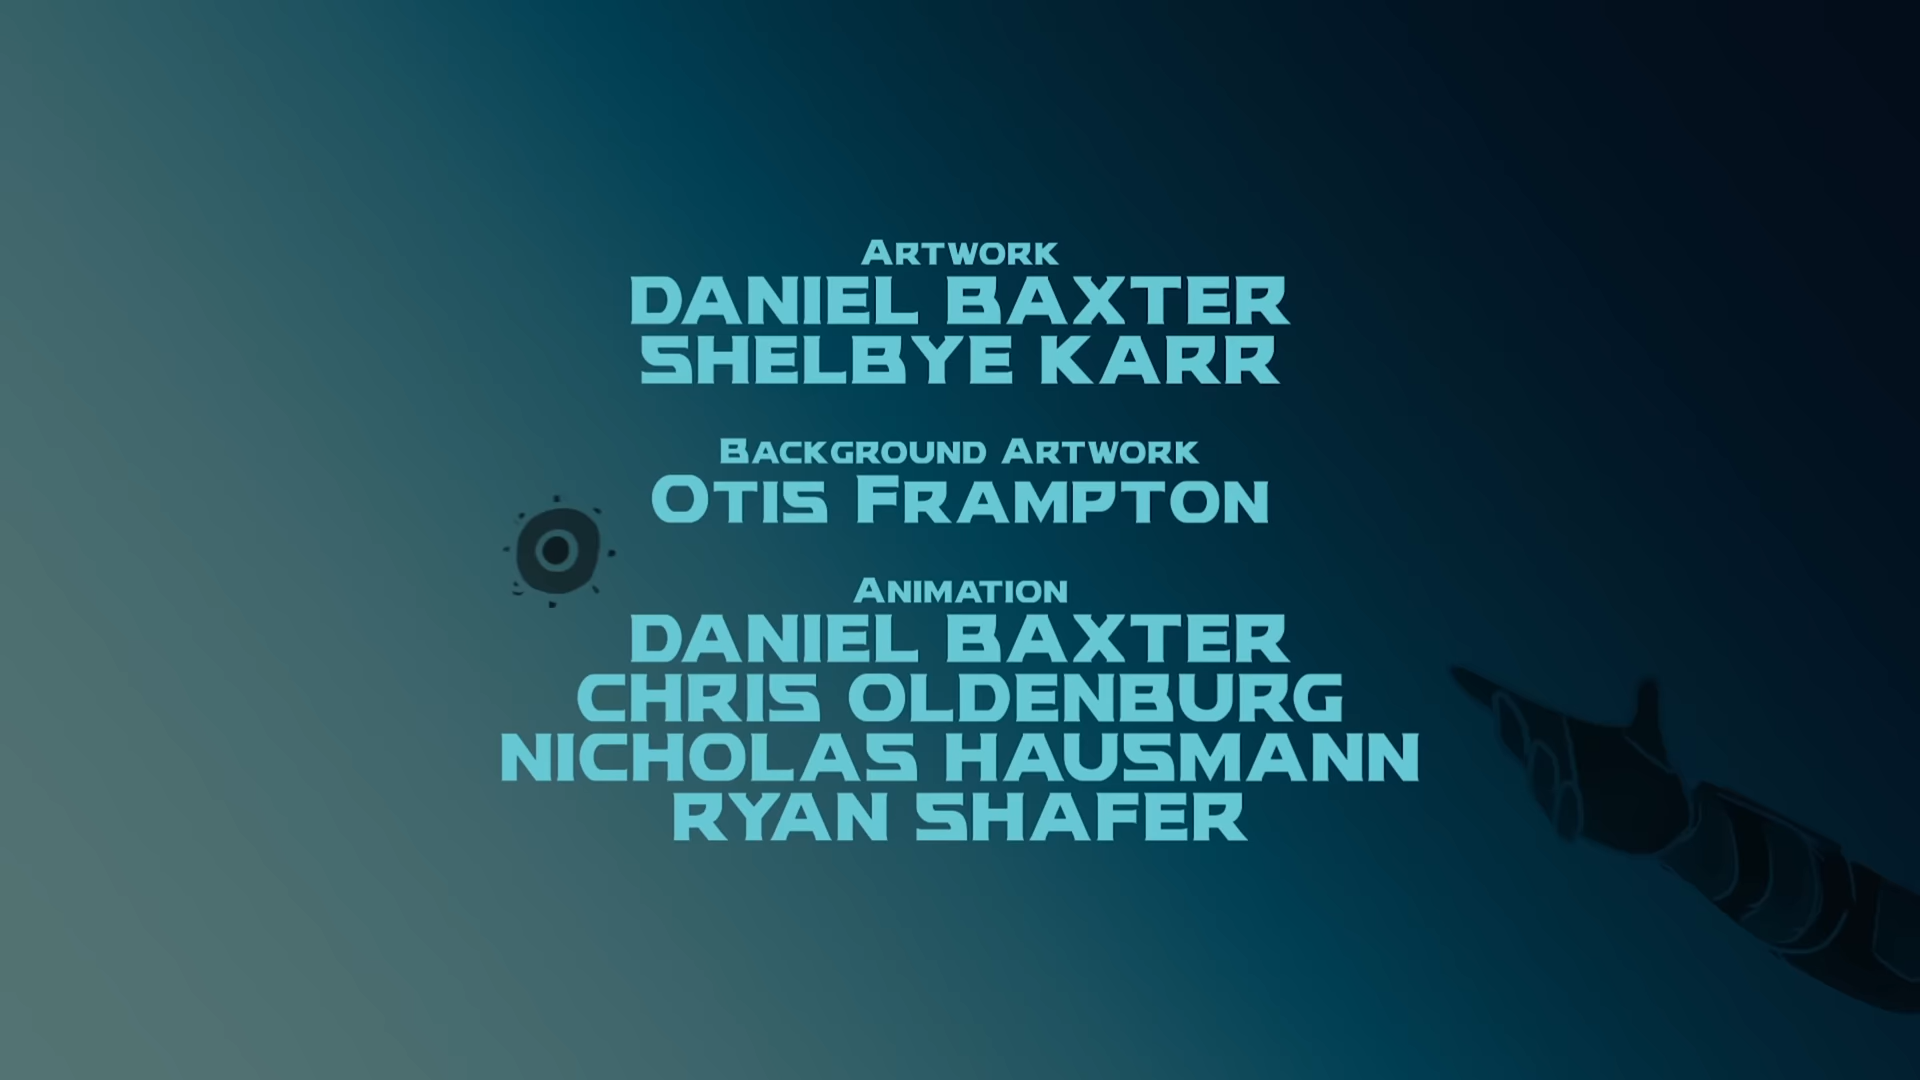 Artwork
DANIEL BAXTER
SHELBYE KARR
Background Artwork
Otis Frampton
Animation
DANIEL BAXTER
CHRIS OLDENBURG
NICHOLAS HAUSMANN
RYAN SHAFER